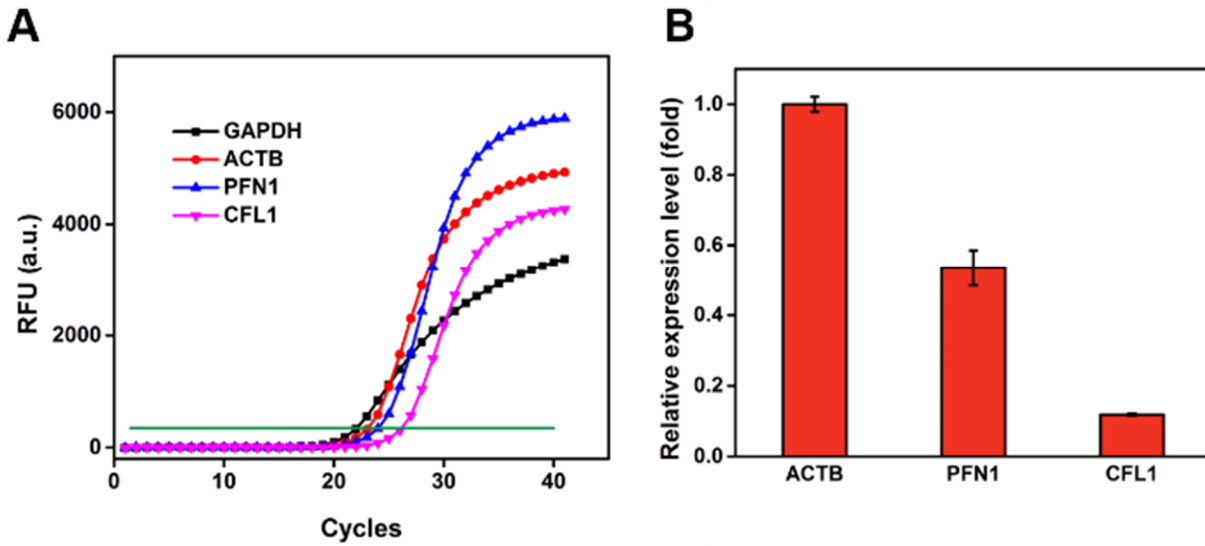 A
RFU (a.u.)
6000
4000
2000
0
GAPDH
ACTB
PFN1
CFL1
0 10 20 30 40
Cycles
B
Relative expression level (fold)
1.0
0.8
0.6
0.4
0.2
0.0
ACTB PFN1 CFL1